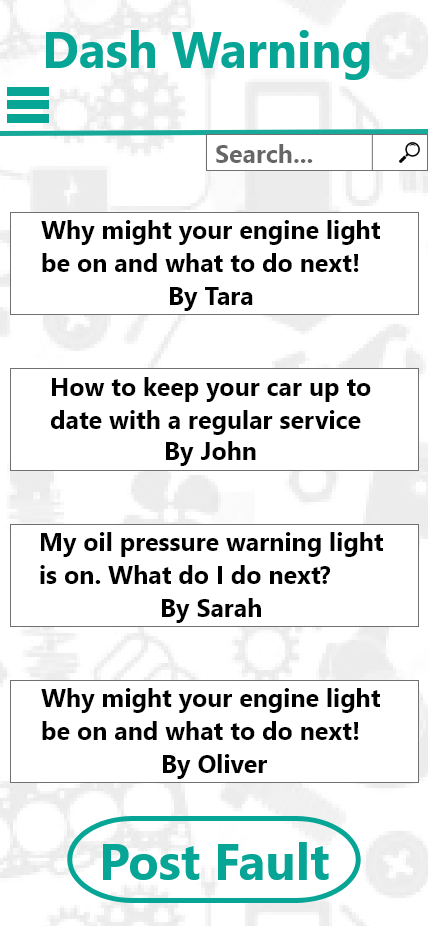 Dash Warning
Search...
Why might your engine light
be on and what to do next!
By Tara
How to keep your car up to
date with a regular service
By John
My oil pressure warning light
is on. What do I do next?
By Sarah
Why might your engine light
be on and what to do next!
By Oliver
Post Fault